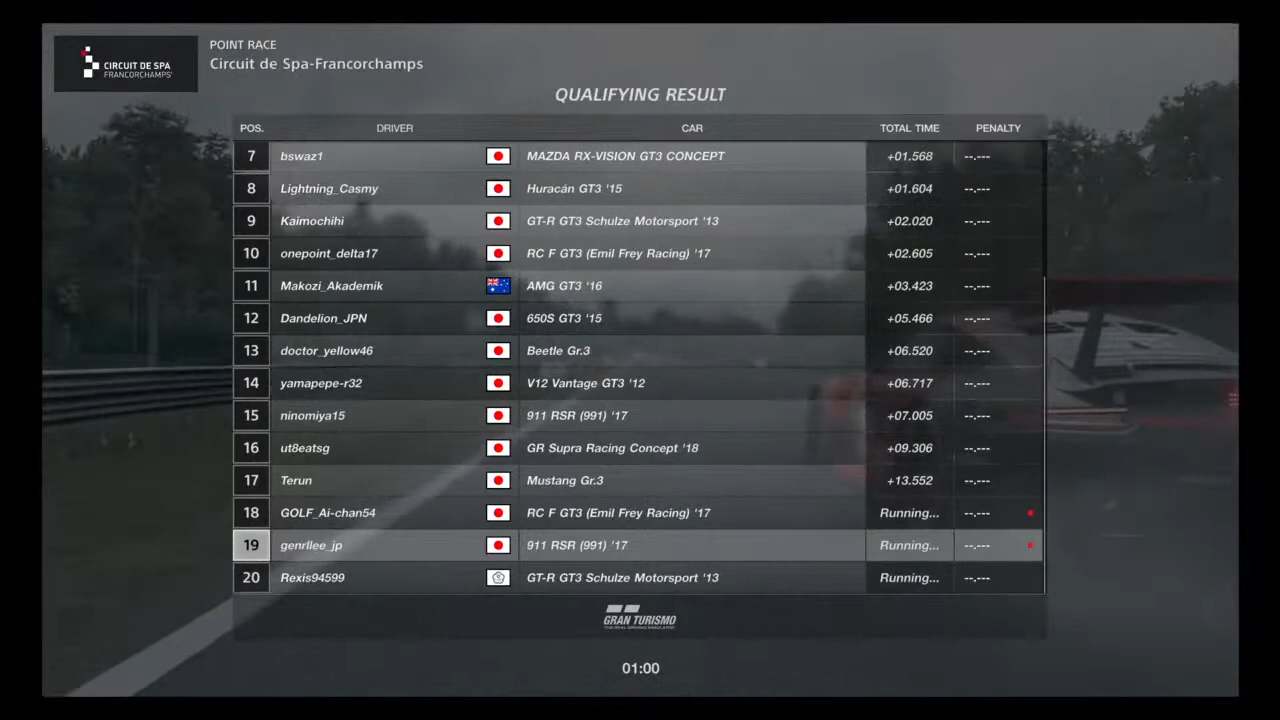 POINT RACE
CIRCUIT DE SPA
FRANCORCHAMPS
Circuit de Spa-Francorchamps
QUALIFYING RESULT
POS. DRIVER CAR TOTAL TIME PENALTY
7 bswaz1 MAZDA RX-VISION GT3 CONCEPT +01.568 --.---
8 Lightning_Casmy Huracán GT3 '15 +01.604 --.---
9 Kaimochihi GT-R GT3 Schulze Motorsport '13 +02.020 --.---
10 onepoint_delta17 RC F GT3 (Emil Frey Racing) '17 +02.605 --.---
11 Makozi_Akademik AMG GT3 '16 +03.423 --.---
12 Dandelion_JPN 650S GT3 '15 +05.466 --.---
13 doctor_yellow46 Beetle Gr.3 +06.520 --.---
14 yamapepe-r32 V12 Vantage GT3 '12 +06.717 --.---
15 ninomiya15 911 RSR (991) '17 +07.005 --.---
16 ut8eatsg GR Supra Racing Concept '18 +09.306 --.---
17 Terun Mustang Gr.3 +13.552 --.---
18 GOLF_Ai-chan54 RC F GT3 (Emil Frey Racing) '17 Running... --.---
19 genrllee_jp 911 RSR (991) '17 Running... --.---
20 Rexis94599 GT-R GT3 Schulze Motorsport '13 Running... --.---
GRAN TURISMO
THE REAL DRIVING SIMULATOR
01:00